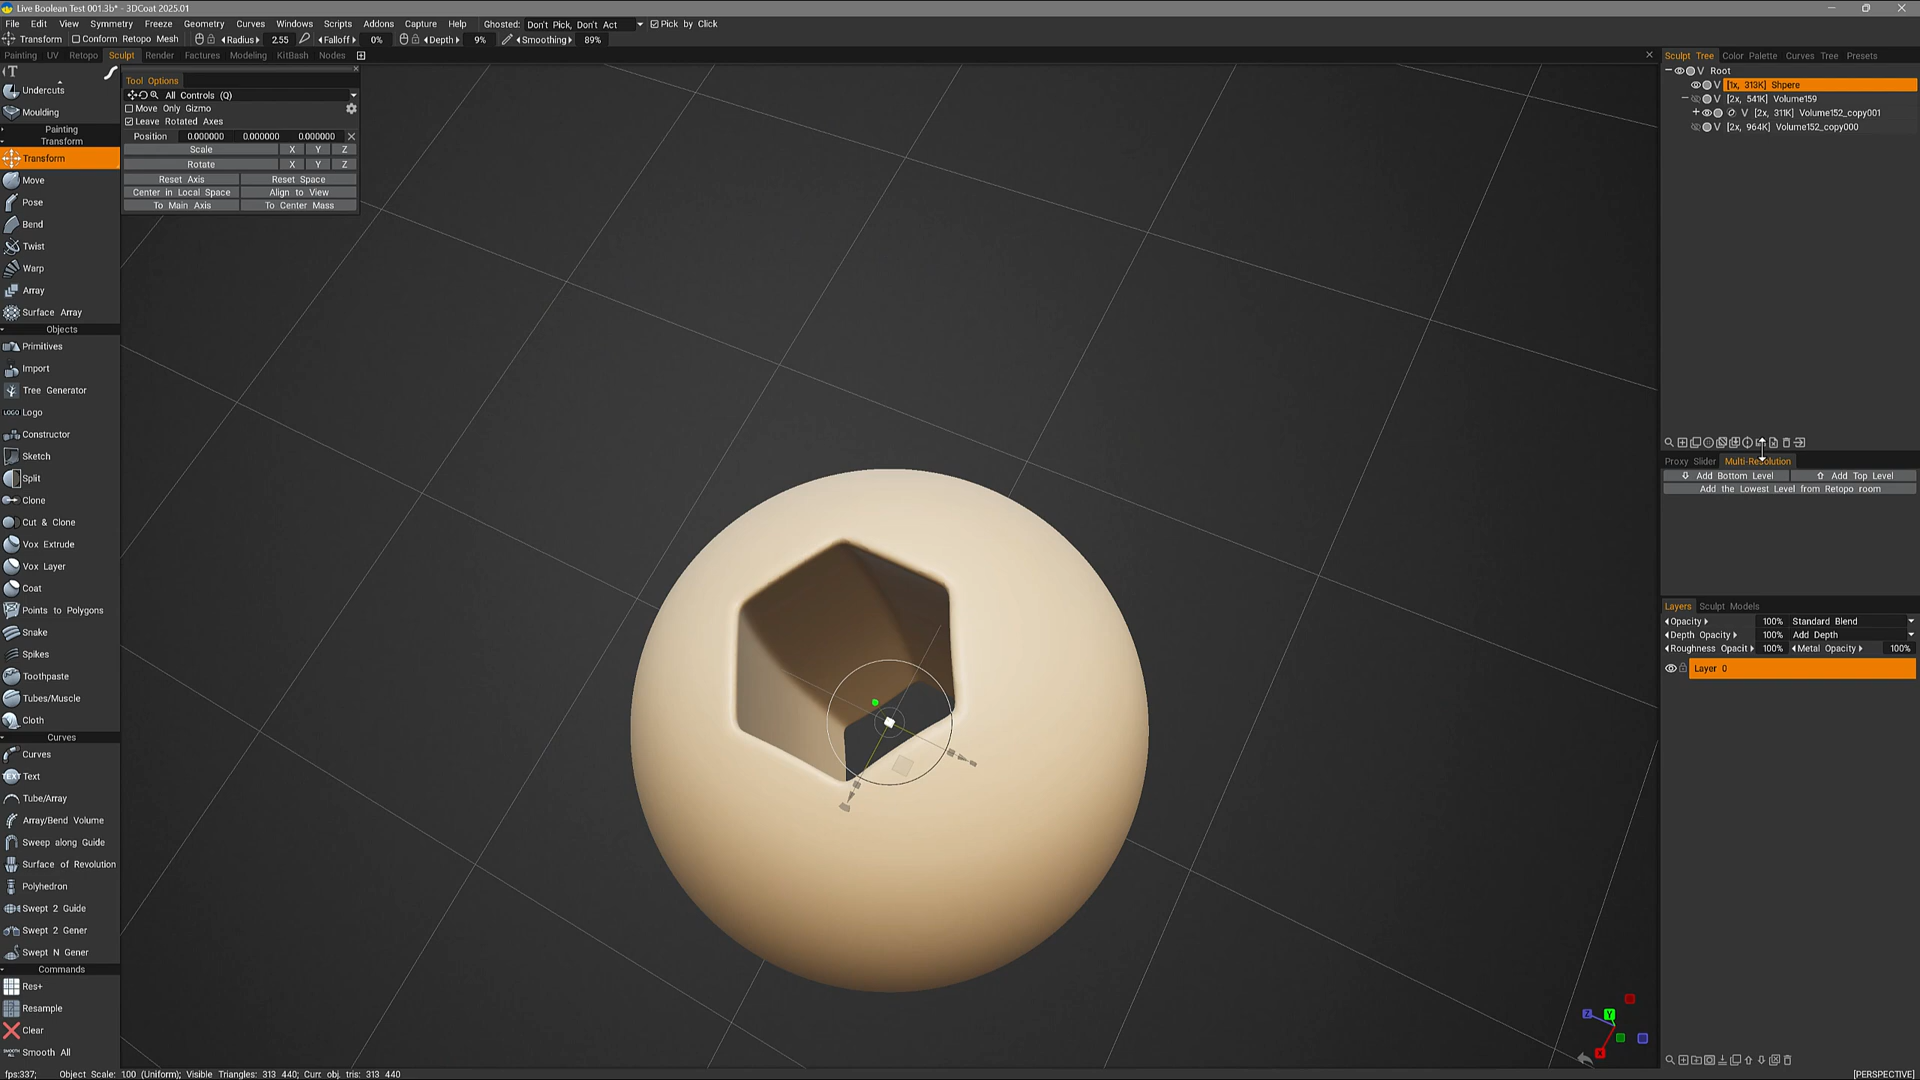 Live Boolean Test 001.3b* - 3DCoat 2025.01
File Edit View Symmetry Freeze Geometry Curves Windows Scripts Addons Capture Help Ghosted: Don't Pick, Don't Act Pick by Click
Transform Conform Retopo Mesh Radius 2.55 Falloff 0% Depth 9% Smoothing 89%
Painting UV Retopo Sculpt Render Factures Modeling KitBash Nodes
T
Undercuts
Moulding
Painting
Transform
Transform
Move
Pose
Bend
Twist
Warp
Array
Surface Array
Objects
Primitives
Import
Tree Generator
LOGO Logo
Constructor
Sketch
Split
Clone
Cut & Clone
Vox Extrude
Vox Layer
Coat
Points to Polygons
Snake
Spikes
Toothpaste
Tubes/Muscle
Cloth
Curves
Curves
TEXT Text
Tube/Array
Array/Bend Volume
Sweep along Guide
Surface of Revolution
Polyhedron
Swept 2 Guide
Swept 2 Gener
Swept N Gener
Commands
Res+
Resample
Clear
Smooth All
Tool Options
All Controls (Q)
Move Only Gizmo
Leave Rotated Axes
Position 0.000000 0.000000 0.000000
Scale X Y Z
Rotate X Y Z
Reset Axis Reset Space
Center in Local Space Align to View
To Main Axis To Center Mass
Sculpt Tree Color Palette Curves Tree Presets
V Root
V [1x, 313K] Shpere
V [2x, 541K] Volume159
V [2x, 311K] Volume152_copy001
V [2x, 964K] Volume152_copy000
Proxy Slider Multi-Resolution
Add Bottom Level Add Top Level
Add the Lowest Level from Retopo room
Layers Sculpt Models
Opacity 100% Standard Blend
Depth Opacity 100% Add Depth
Roughness Opacit 100% Metal Opacity 100%
Layer 0
Z Y X
fps:337; Object Scale: 1.00 (Uniform); Visible Triangles: 313 440; Curr. obj. tris: 313 440
[PERSPECTIVE]